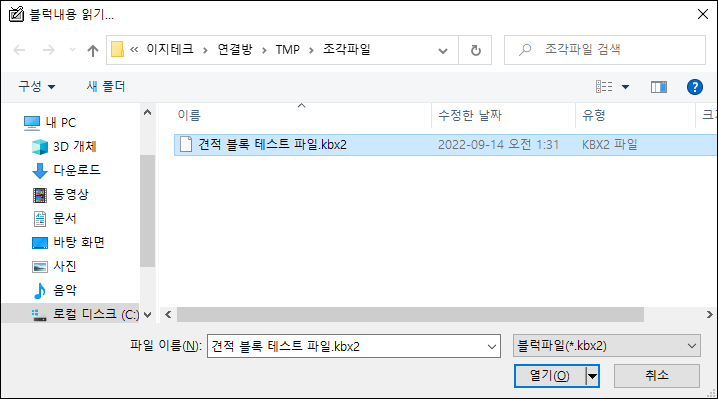 블럭내용 읽기...
« 이지테크 > 연결방 > TMP > 조각파일
조각파일 검색
구성 새 폴더
이름 수정한 날짜 유형
내 PC
3D 개체
다운로드
동영상
문서
바탕 화면
사진
음악
로컬 디스크 (C:)
견적 블록 테스트 파일.kbx2 2022-09-14 오전 1:31 KBX2 파일
파일 이름(N): 견적 블록 테스트 파일.kbx2 블럭파일(*.kbx2)
열기(O) 취소